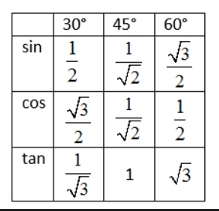 30° 45° 60°
sin 1/2 1/√2 √3/2
cos √3/2 1/√2 1/2
tan 1/√3 1 √3